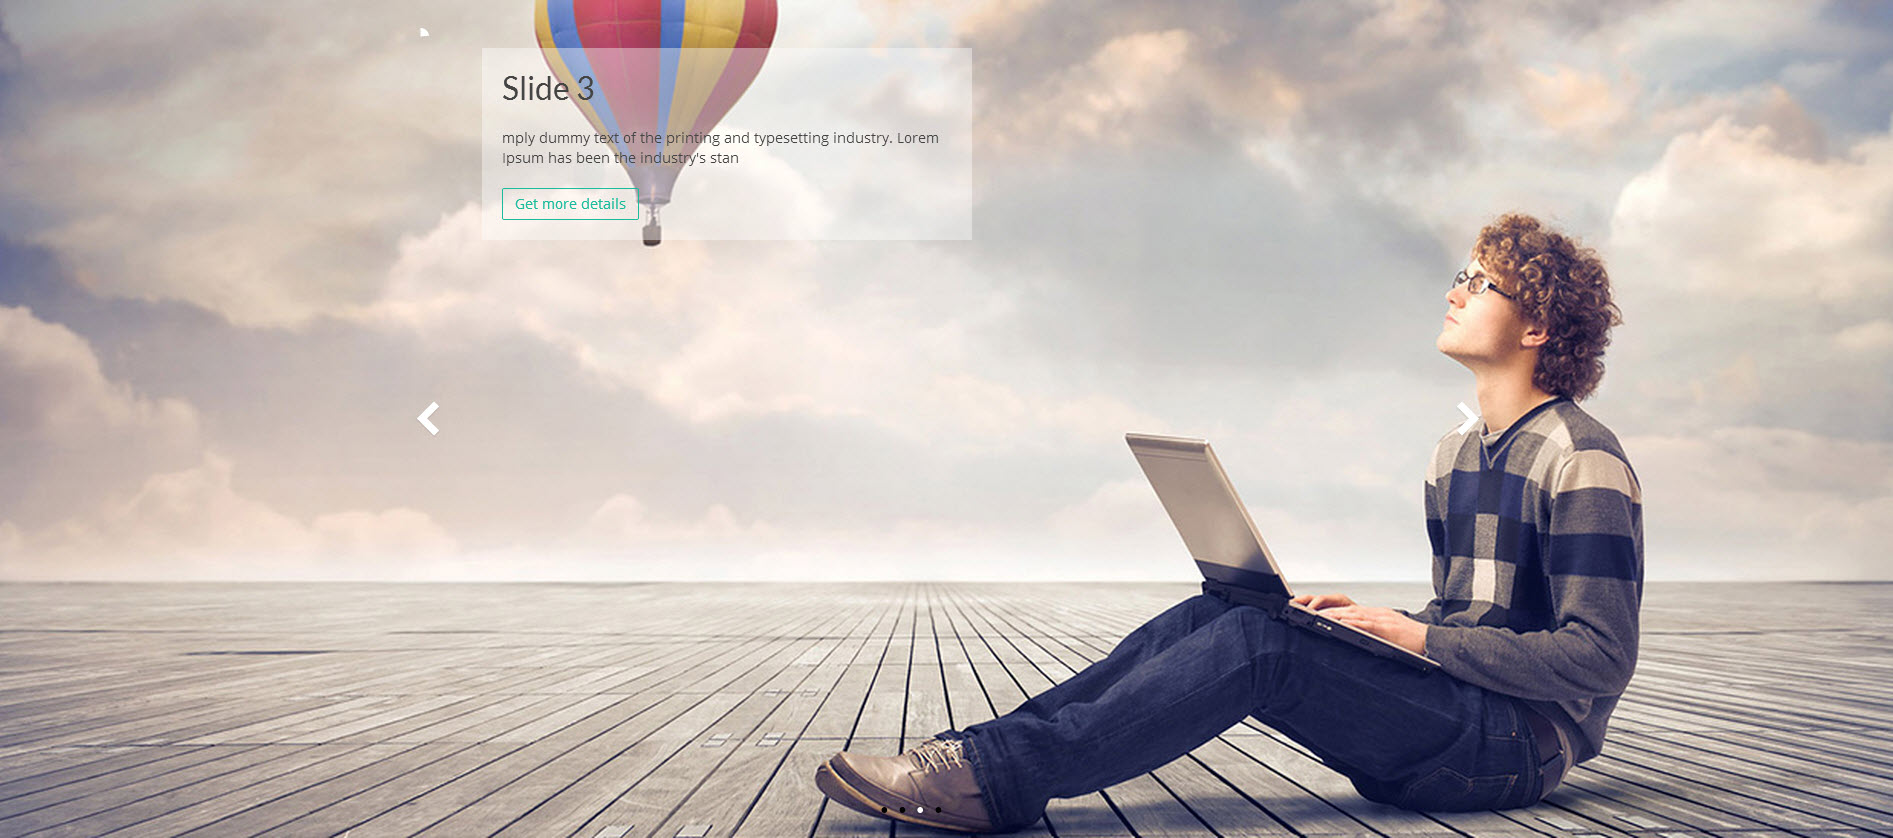 Slide 3
mply dummy text of the printing and typesetting industry. Lorem
Ipsum has been the industry's stan
Get more details